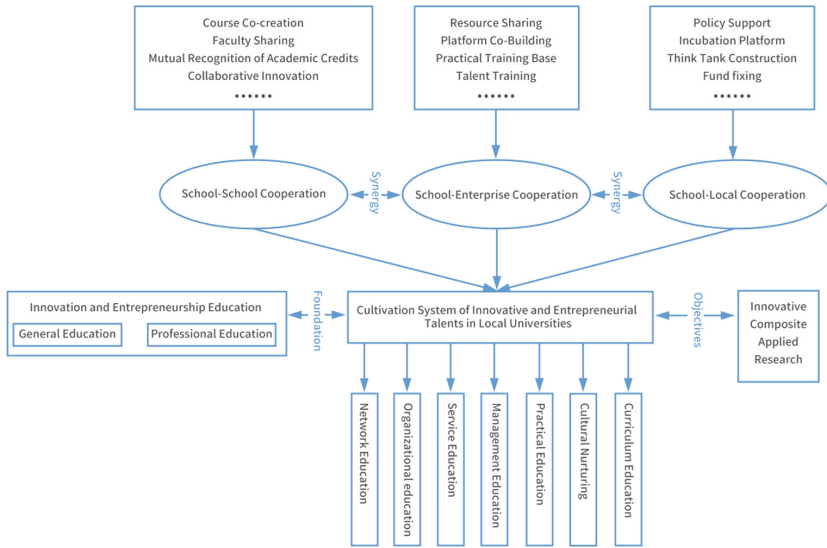 Course Co-creation
Faculty Sharing
Mutual Recognition of Academic Credits
Collaborative Innovation
••••••
Resource Sharing
Platform Co-Building
Practical Training Base
Talent Training
••••••
Policy Support
Incubation Platform
Think Tank Construction
Fund fixing
••••••
School-School Cooperation
Synergy
School-Enterprise Cooperation
Synergy
School-Local Cooperation
Innovation and Entrepreneurship Education
General Education
Professional Education
Foundation
Cultivation System of Innovative and Entrepreneurial
Talents in Local Universities
Objectives
Innovative
Composite
Applied
Research
Network Education
Organizational education
Service Education
Management Education
Practical Education
Cultural Nurturing
Curriculum Education